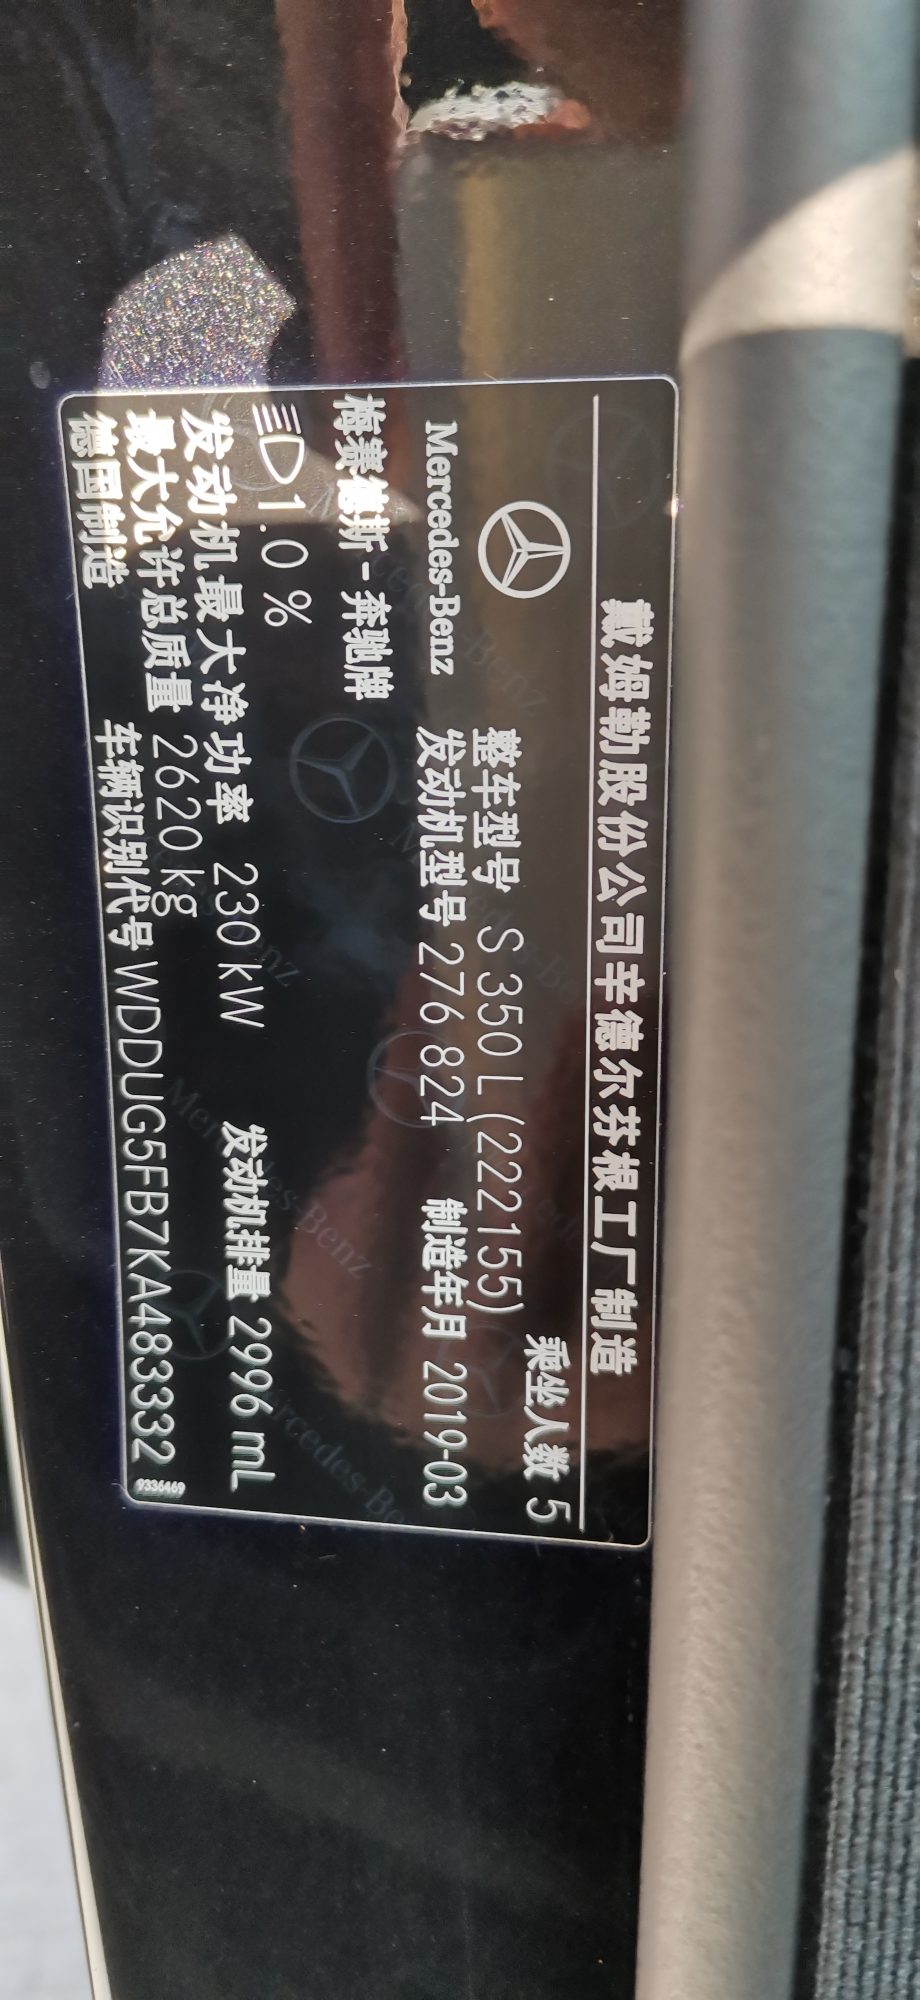 戴姆勒股份公司辛德尔芬根工厂制造
乘坐人数 5
整车型号 S 350 L (222155)
Mercedes-Benz 发动机型号 276 824 制造年月 2019-03
梅赛德斯-奔驰牌
1.0 %
发动机最大净功率 230 kW 发动机排量 2996 mL
最大允许总质量 2620 kg
德国制造 车辆识别代号 WDDUG5FB7KA483332
9336469